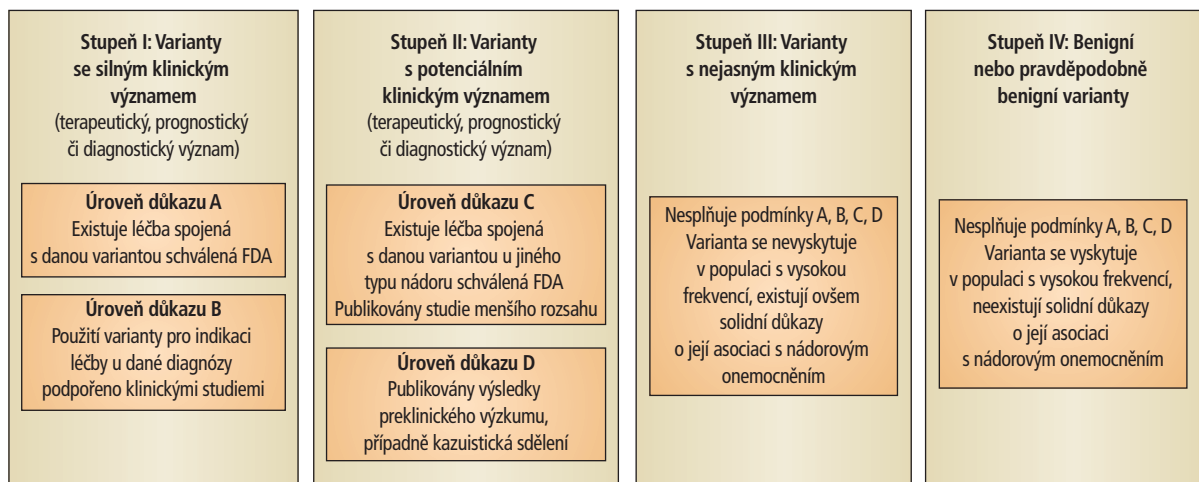 Stupeň I: Varianty
se silným klinickým
významem
(terapeutický, prognostický
či diagnostický význam)
Úroveň důkazu A
Existuje léčba spojená
s danou variantou schválená FDA
Úroveň důkazu B
Použití varianty pro indikaci
léčby u dané diagnózy
podpořeno klinickými studiemi
Stupeň II: Varianty
s potenciálním
klinickým významem
(terapeutický, prognostický
či diagnostický význam)
Úroveň důkazu C
Existuje léčba spojená
s danou variantou u jiného
typu nádoru schválená FDA
Publikovány studie menšího rozsahu
Úroveň důkazu D
Publikovány výsledky
preklinického výzkumu,
případně kazuistická sdělení
Stupeň III: Varianty
s nejasným klinickým
významem
Nesplňuje podmínky A, B, C, D
Varianta se nevyskytuje
v populaci s vysokou
frekvencí, existují ovšem
solidní důkazy
o její asociaci s nádorovým
onemocněním
Stupeň IV: Benigní
nebo pravděpodobně
benigní varianty
Nesplňuje podmínky A, B, C, D
Varianta se vyskytuje
v populaci s vysokou frekvencí,
neexistují solidní důkazy
o její asociaci
s nádorovým onemocněním